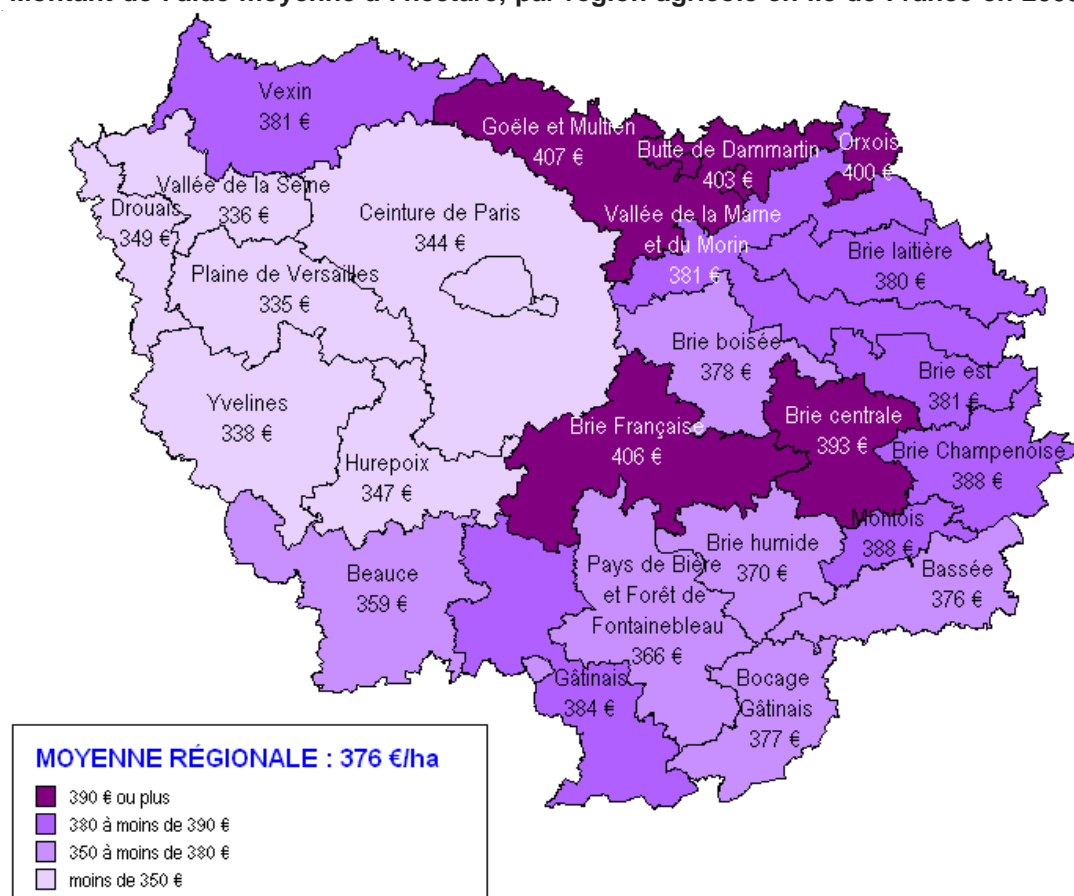 Vexin
381 €
Goële et Multien
407 €
Butte de Dammartin
403 €
Orxois
400 €
Vallée de la Seine
336 €
Drouais
349 €
Ceinture de Paris
344 €
Vallée de la Marne
et du Morin
381 €
Brie laitière
380 €
Plaine de Versailles
335 €
Brie boisée
378 €
Brie est
381 €
Yvelines
338 €
Brie Française
406 €
Brie centrale
393 €
Hurepoix
347 €
Brie Champenoise
388 €
Montois
388 €
Beauce
359 €
Pays de Bière
et Forêt de
Fontainebleau
366 €
Brie humide
370 €
Bassée
376 €
Gâtinais
384 €
Bocage
Gâtinais
377 €
MOYENNE RÉGIONALE : 376 €/ha
390 € ou plus
380 à moins de 390 €
350 à moins de 380 €
moins de 350 €